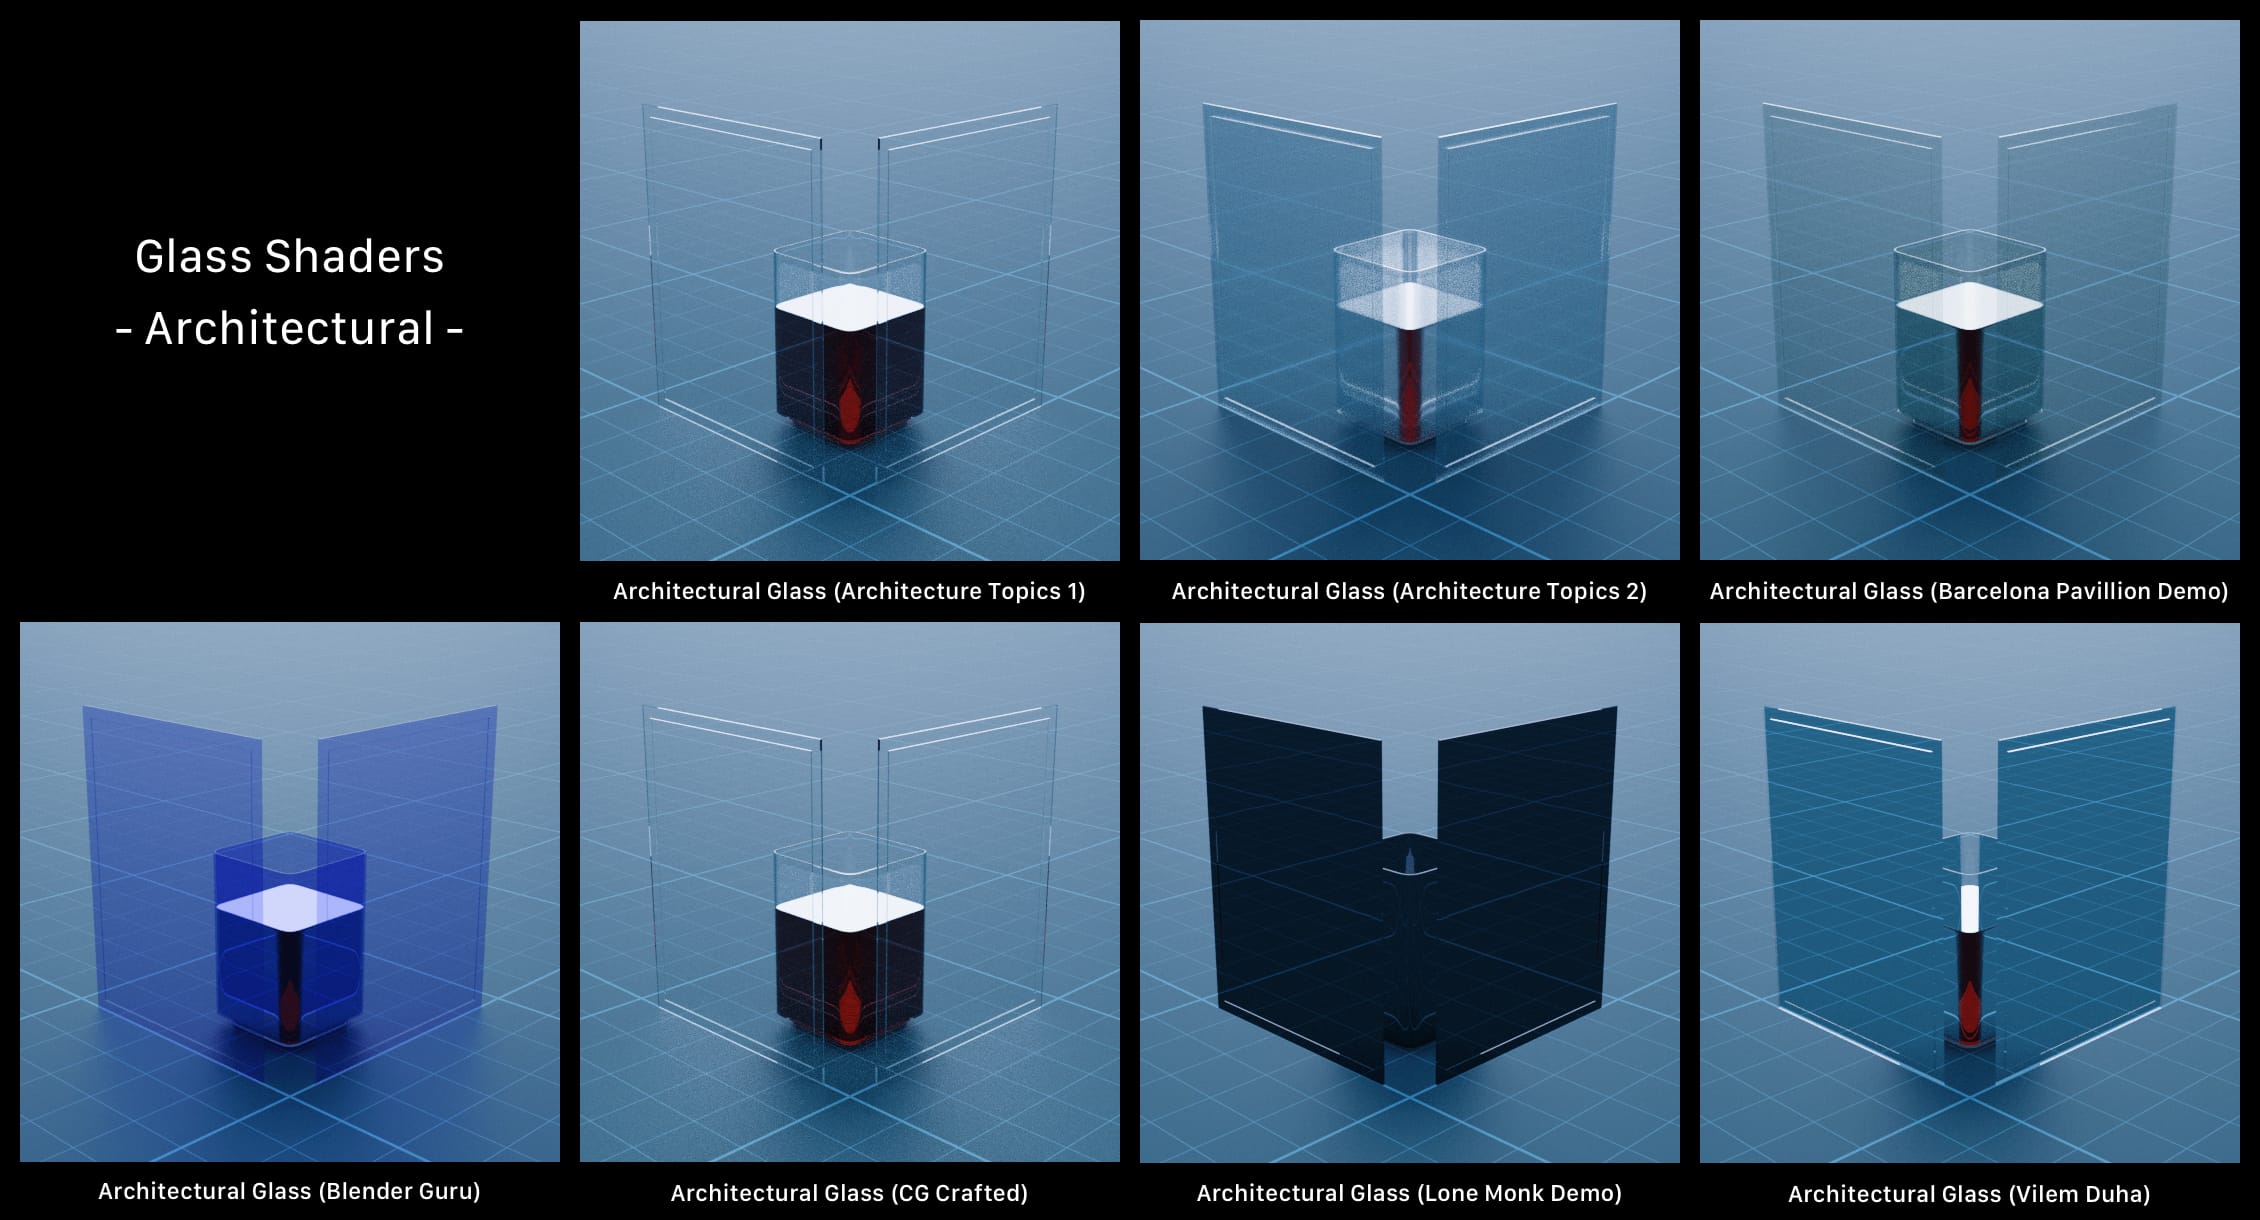 Glass Shaders
- Architectural -
Architectural Glass (Architecture Topics 1)
Architectural Glass (Architecture Topics 2)
Architectural Glass (Barcelona Pavillion Demo)
Architectural Glass (Blender Guru)
Architectural Glass (CG Crafted)
Architectural Glass (Lone Monk Demo)
Architectural Glass (Vilem Duha)